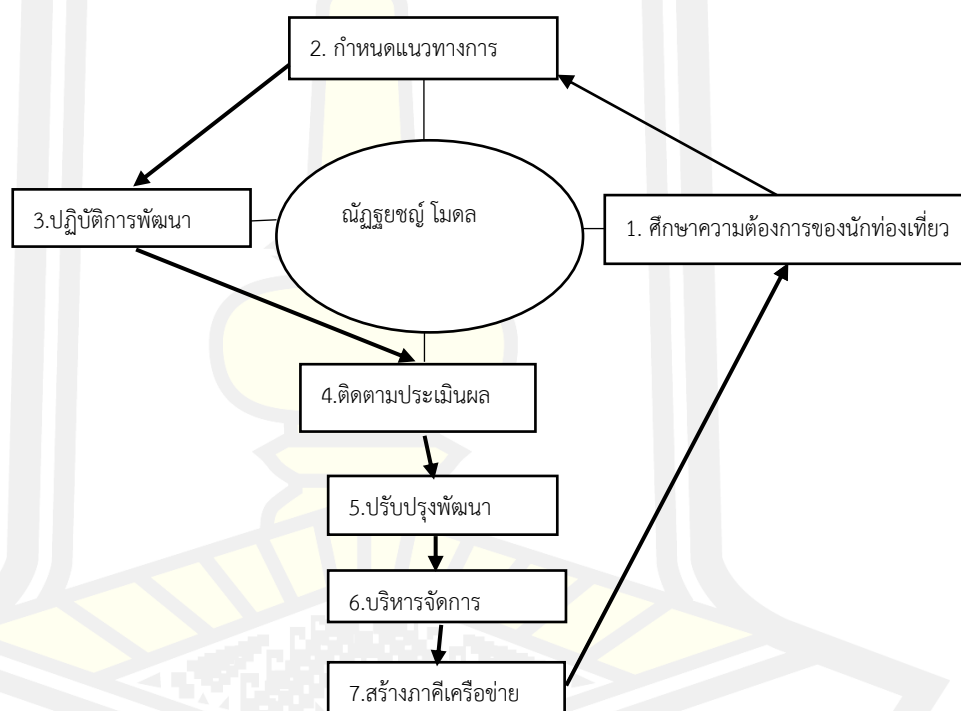 2. กำหนดแนวทางการ
ณัฏฐยชญ์ โมดล
3.ปฏิบัติการพัฒนา
1. ศึกษาความต้องการของนักท่องเที่ยว
4.ติดตามประเมินผล
5.ปรับปรุงพัฒนา
6.บริหารจัดการ
7.สร้างภาคีเครือข่าย